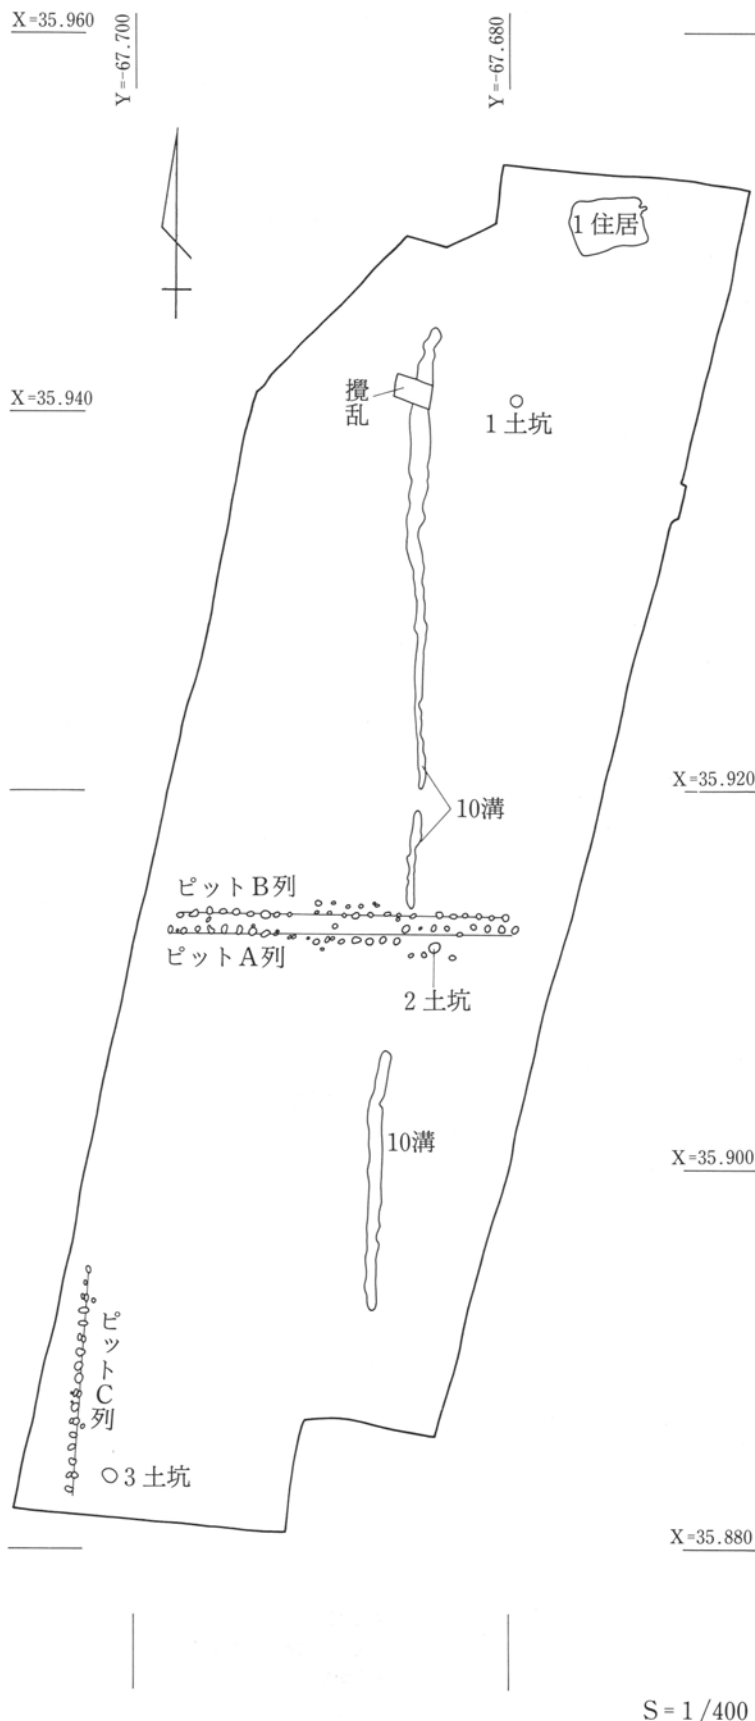 X=35.960
Y=-67.700
Y=-67.680
1 住居
X=35.940
攪乱
1 土坑
X=35.920
10溝
ピットB列
ピットA列
2 土坑
X=35.900
10溝
ピットC列
3 土坑
X=35.880
S = 1 /400